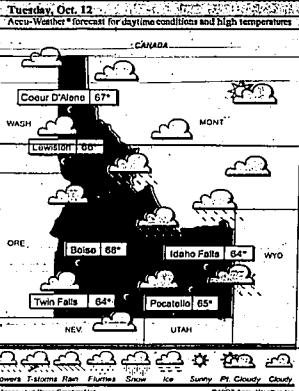 Tuesday, Oct. 12
Accu-Weather® forecast for daytime conditions and high temperatures
CANADA
Coeur D'Alene 67°
WASH
MONT
Lewiston 68°
ORE
Boise 68°
Idaho Falls 64°
WYO
Twin Falls 64°
Pocatello 65°
NEV.
UTAH
T-storms Rain Flurries Snow Ice Sunny Pt. Cloudy Cloudy